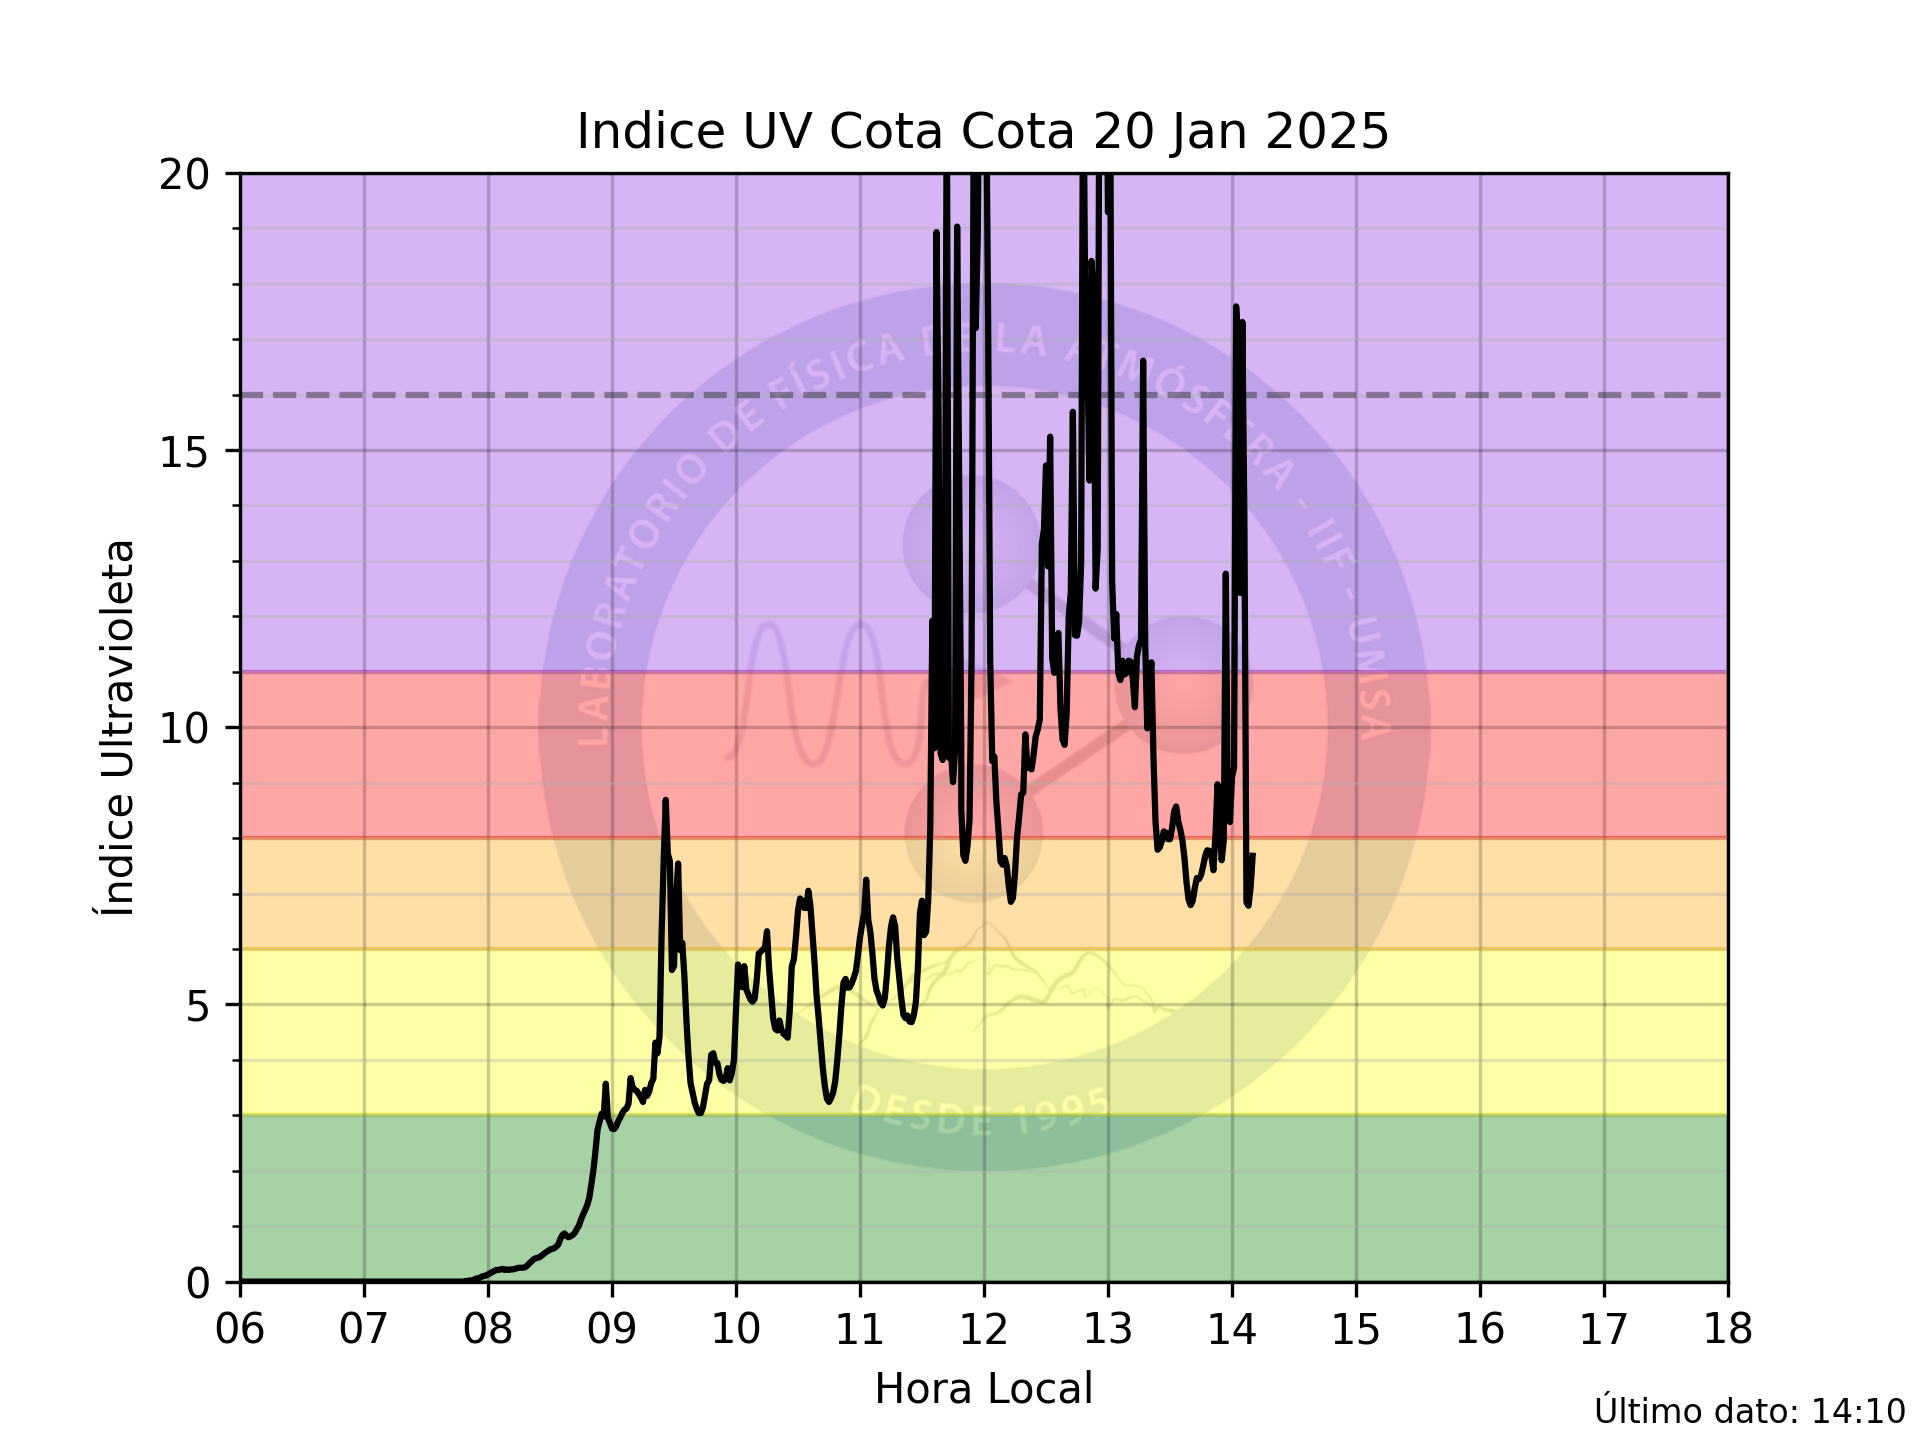 Indice UV Cota Cota 20 Jan 2025
20
15
10
5
0
Índice Ultravioleta
LABORATORIO DE FÍSICA DE LA ATMÓSFERA - IIF - UMSA
DESDE 1995
06 07 08 09 10 11 12 13 14 15 16 17 18
Hora Local
Último dato: 14:10